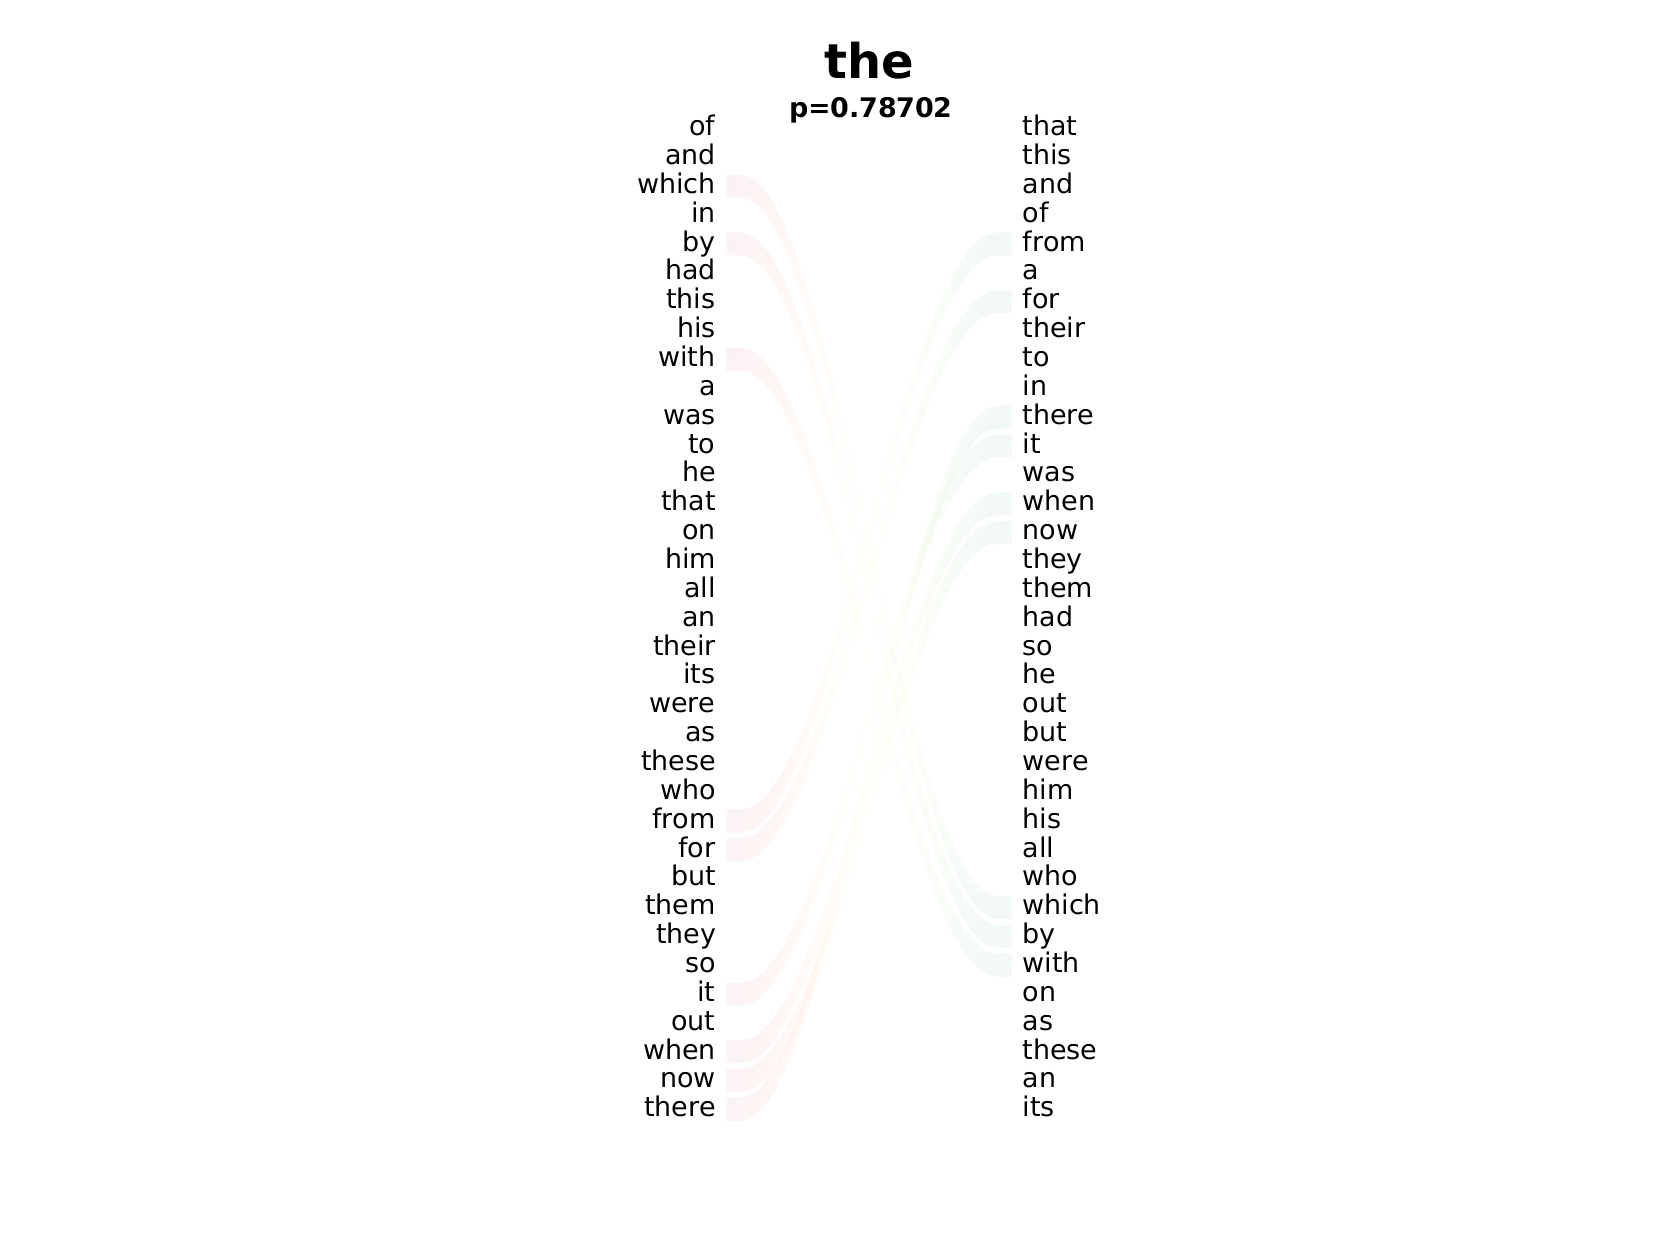 the
p=0.78702
of that
and this
which and
in of
by from
had a
this for
his their
with to
a in
was there
to it
he was
that when
on now
him they
all them
an had
their so
its he
were out
as but
these were
who him
from his
for all
but who
them which
they by
so with
it on
out as
when these
now an
there its